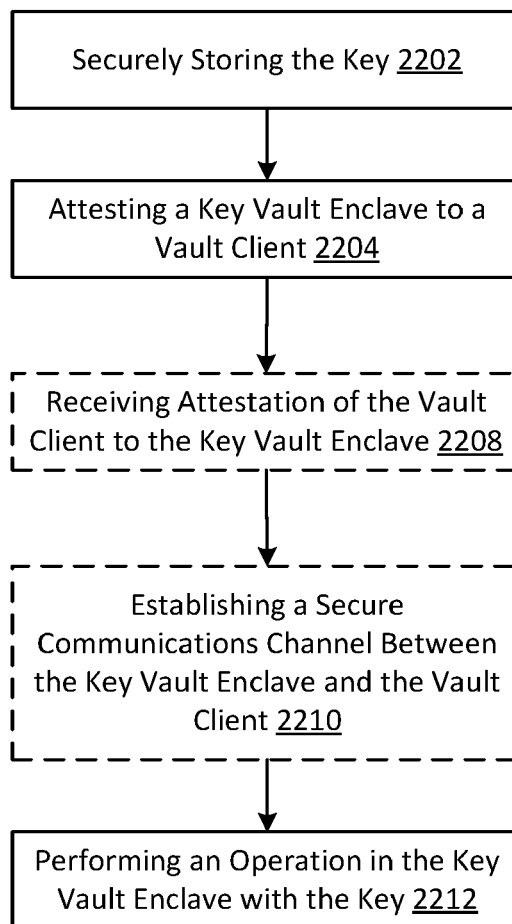 Securely Storing the Key 2202
Attesting a Key Vault Enclave to a
Vault Client 2204
Receiving Attestation of the Vault
Client to the Key Vault Enclave 2208
Establishing a Secure
Communications Channel Between
the Key Vault Enclave and the Vault
Client 2210
Performing an Operation in the Key
Vault Enclave with the Key 2212